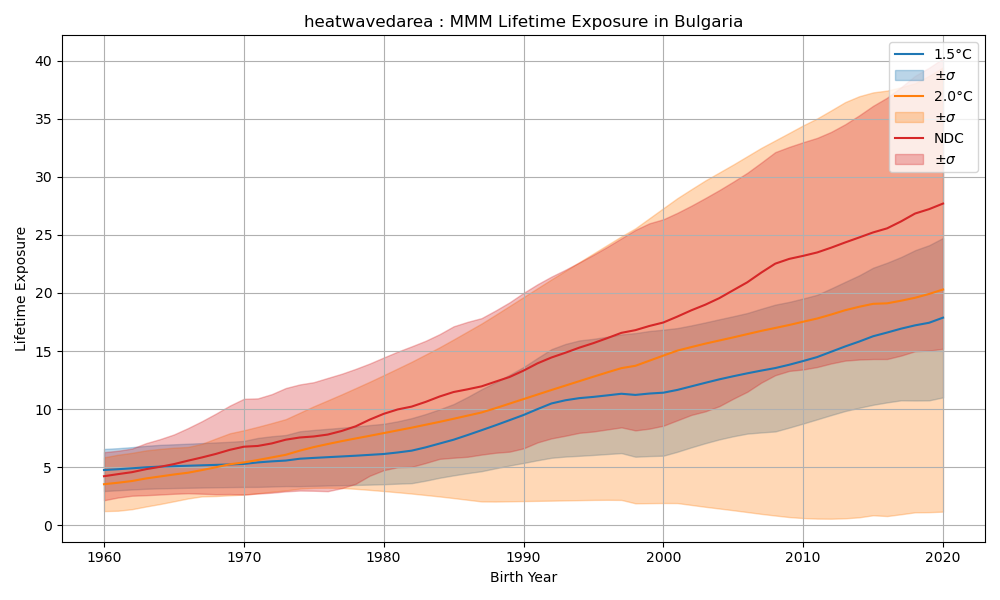 heatwavedarea : MMM Lifetime Exposure in Bulgaria
1.5°C
±σ
2.0°C
±σ
NDC
±σ
Lifetime Exposure
40
35
30
25
20
15
10
5
0
1960
1970
1980
1990
2000
2010
2020
Birth Year